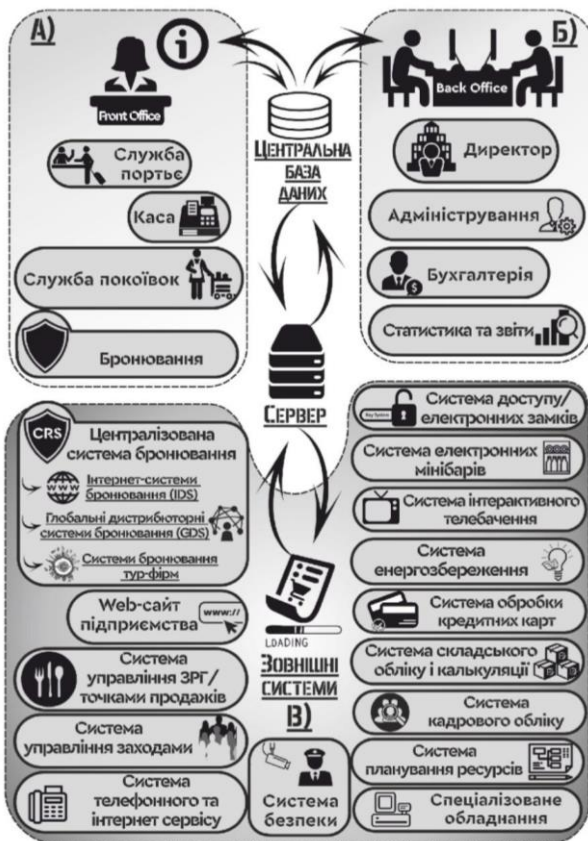 А)
Front Office
Служба
портьє
Каса
Служба покоївок
Бронювання
Центральна
база
даних
Сервер
Б)
Back Office
Директор
Адміністрування
Бухгалтерія
Статистика та звіти
CRS
Централізована
система бронювання
Інтернет-системи
бронювання (IDS)
Глобальні дистрибюторні
системи бронювання (GDS)
Системи бронювання
тур-фірм
Web-сайт
підприємства
www://
Система
управління ЗРГ/
точками продажів
Система
управління заходами
Система
телефонного та
інтернет сервісу
LOADING
Зовнішні
системи
В)
Система
безпеки
Система доступу/
електронних замків
Система електронних
мінібарів
Система інтерактивного
телебачення
Система
енергозбереження
Система обробки
кредитних карт
Система складського
обліку і калькуляції
Система
кадрового обліку
Система
планування ресурсів
Спеціалізоване
обладнання